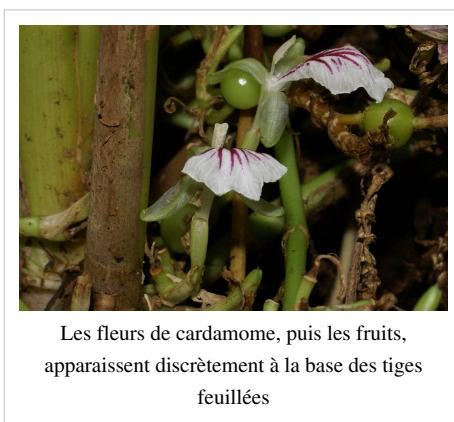 Les fleurs de cardamome, puis les fruits,
apparaissent discrètement à la base des tiges
feuillées